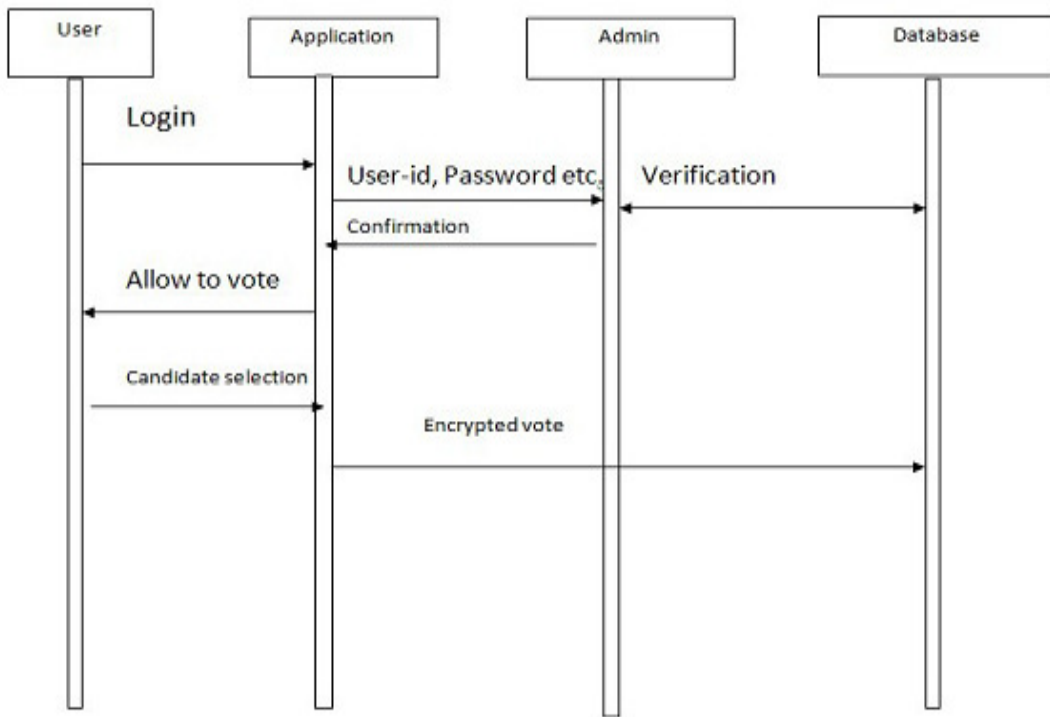 User
Application
Admin
Database
Login
User-id, Password etc.
Verification
Confirmation
Allow to vote
Candidate selection
Encrypted vote